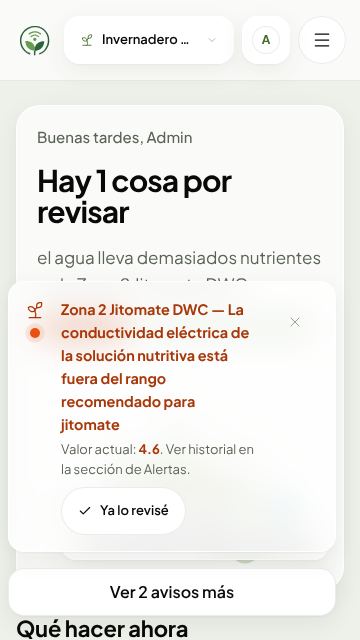 Invernadero ...
A
Buenas tardes, Admin
Hay 1 cosa por
revisar
el agua lleva demasiados nutrientes
Zona 2 Jitomate DWC — La
conductividad eléctrica de
la solución nutritiva está
fuera del rango
recomendado para
jitomate
Valor actual: 4.6. Ver historial en
la sección de Alertas.
Ya lo revisé
Ver 2 avisos más
Qué hacer ahora